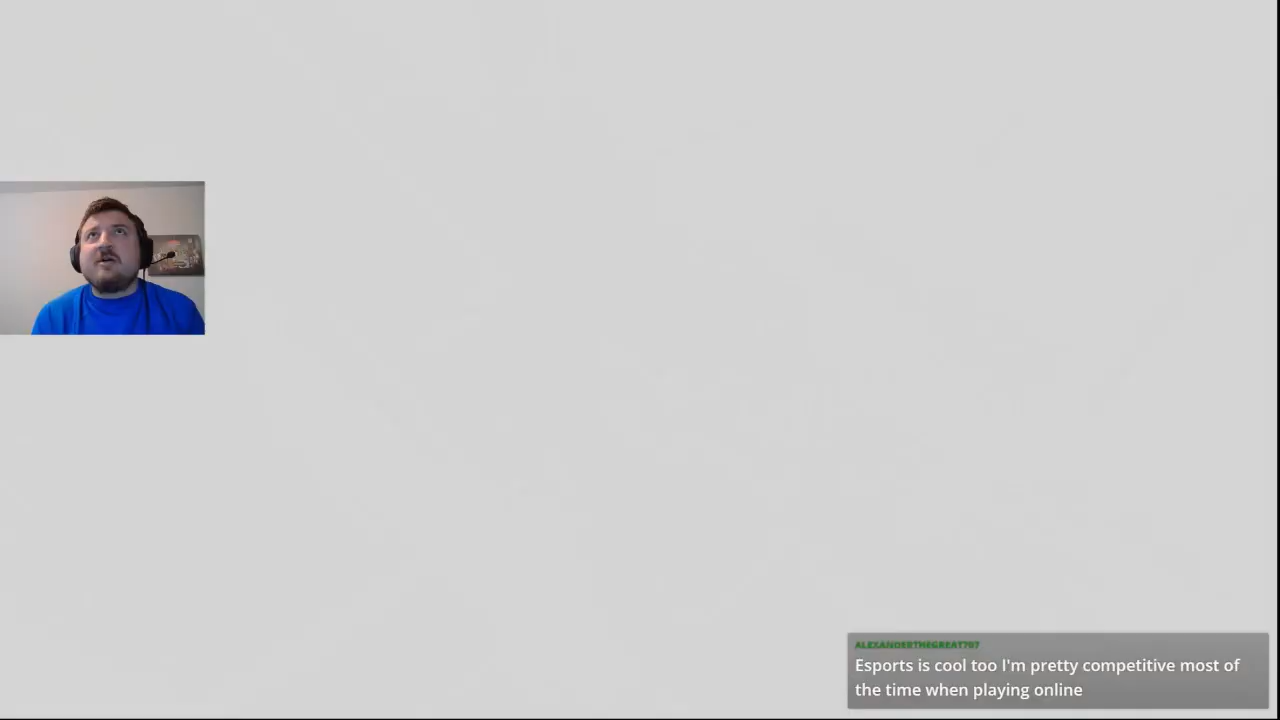 ALEXANDERTHEGREAT707
Esports is cool too I'm pretty competitive most of
the time when playing online